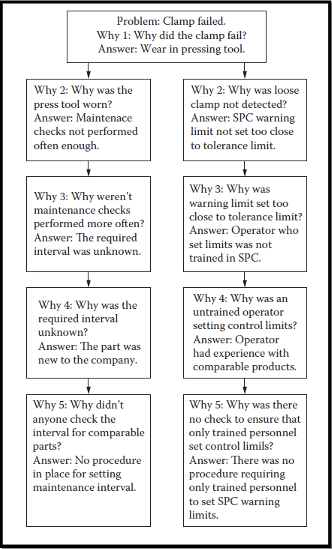 Problem: Clamp failed.
Why 1: Why did the clamp fail?
Answer: Wear in pressing tool.
Why 2: Why was the
press tool worn?
Answer: Maintenace
checks not performed
often enough.
Why 3: Why weren't
maintenance checks
performed more often?
Answer: The required
interval was unknown.
Why 4: Why was the
required interval
unknown?
Answer: The part was
new to the company.
Why 5: Why didn't
anyone check the
interval for comparable
parts?
Answer: No procedure
in place for setting
maintenance interval.
Why 2: Why was loose
clamp not detected?
Answer: SPC warning
limit not set too close
to tolerance limit.
Why 3: Why was
warning limit set too
close to tolerance limit?
Answer: Operator who
set limits was not
trained in SPC.
Why 4: Why was an
untrained operator
setting control limits?
Answer: Operator
had experience with
comparable products.
Why 5: Why was there
no check to ensure that
only trained personnel
set control limils?
Answer: There was no
procedure requiring
only trained personnel
to set SPC warning
limits.